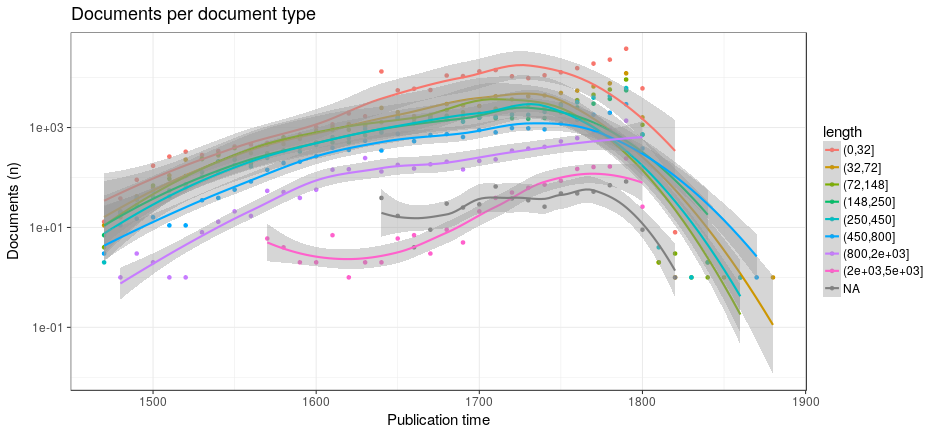 Documents per document type
Documents (n)
1e+03
1e+01
1e-01
1500
1600
1700
1800
1900
Publication time
length
(0,32]
(32,72]
(72,148]
(148,250]
(250,450]
(450,800]
(800,2e+03]
(2e+03,5e+03]
NA